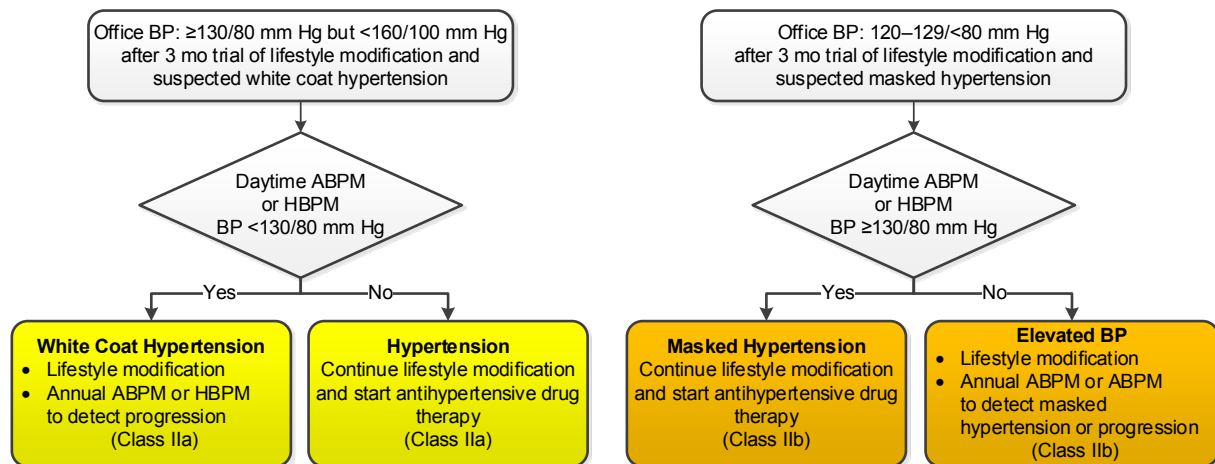 Office BP: ≥130/80 mm Hg but <160/100 mm Hg
after 3 mo trial of lifestyle modification and
suspected white coat hypertension
Daytime ABPM
or HBPM
BP <130/80 mm Hg
Yes
No
White Coat Hypertension
• Lifestyle modification
• Annual ABPM or HBPM
to detect progression
(Class IIa)
Hypertension
Continue lifestyle modification
and start antihypertensive drug
therapy
(Class IIa)
Office BP: 120–129/<80 mm Hg
after 3 mo trial of lifestyle modification and
suspected masked hypertension
Daytime ABPM
or HBPM
BP ≥130/80 mm Hg
Yes
No
Masked Hypertension
Continue lifestyle modification
and start antihypertensive drug
therapy
(Class IIb)
Elevated BP
• Lifestyle modification
• Annual ABPM or ABPM
to detect masked
hypertension or progression
(Class IIb)